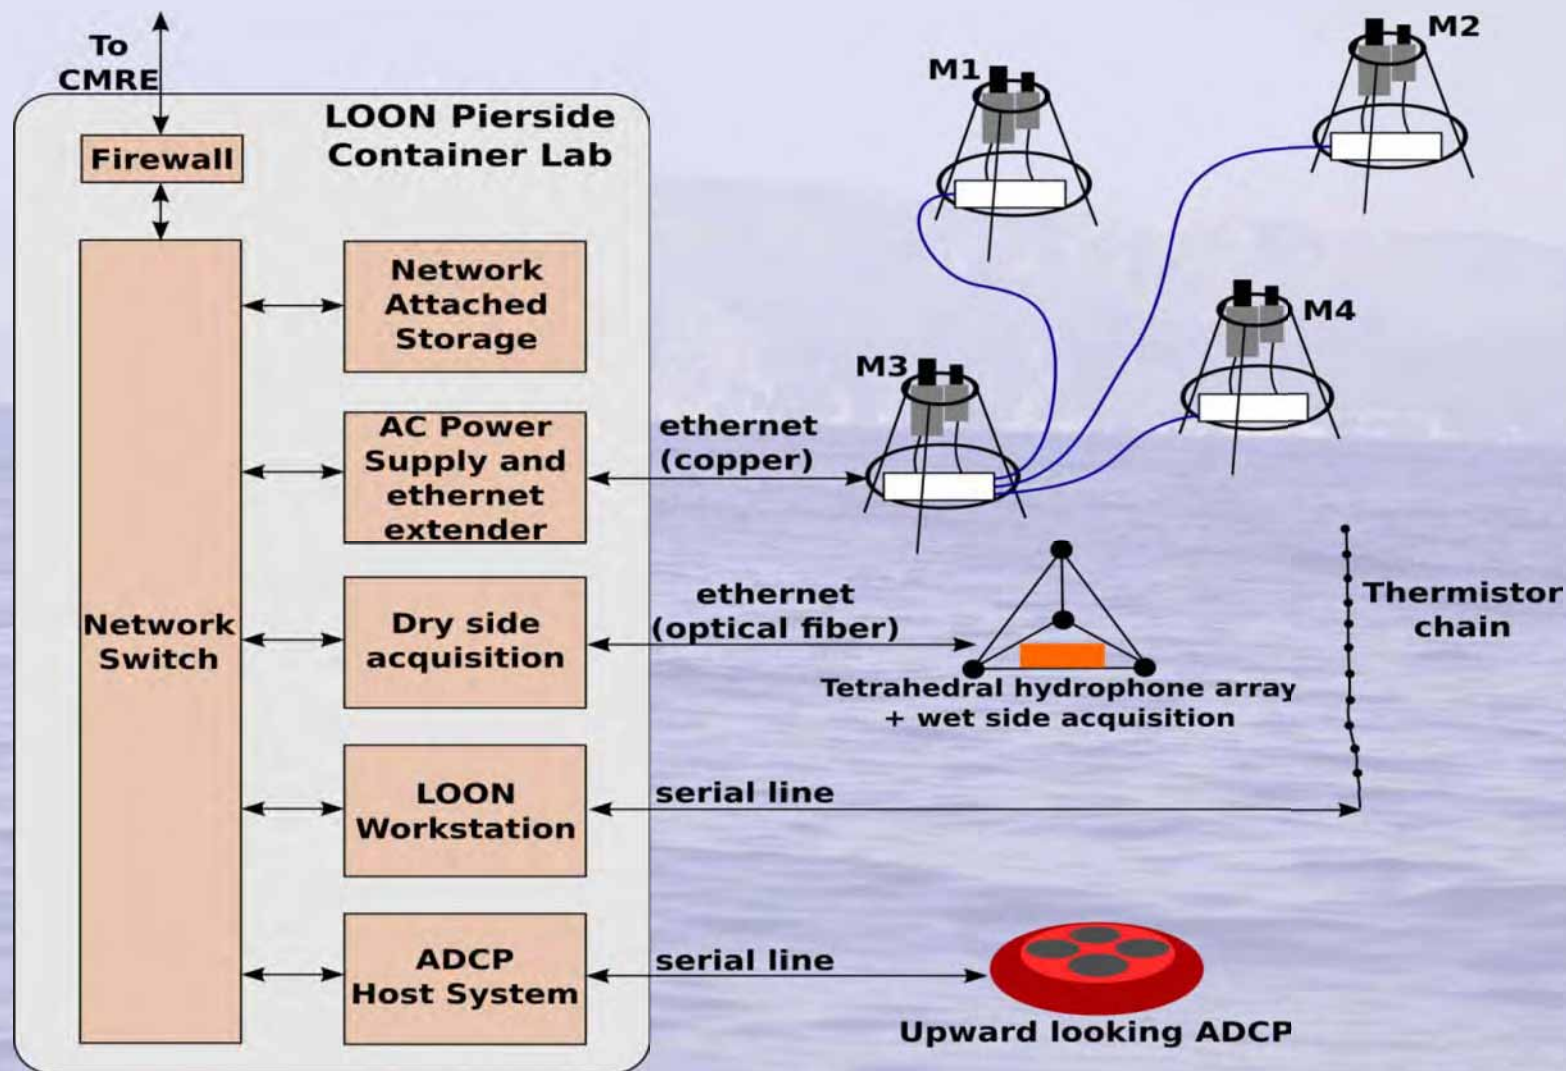 To
CMRE
LOON Pierside
Container Lab
Firewall
Network
Switch
Network
Attached
Storage
AC Power
Supply and
ethernet
extender
Dry side
acquisition
LOON
Workstation
ADCP
Host System
ethernet
(copper)
ethernet
(optical fiber)
serial line
serial line
M1
M2
M3
M4
Tetrahedral hydrophone array
+ wet side acquisition
Thermistor
chain
Upward looking ADCP